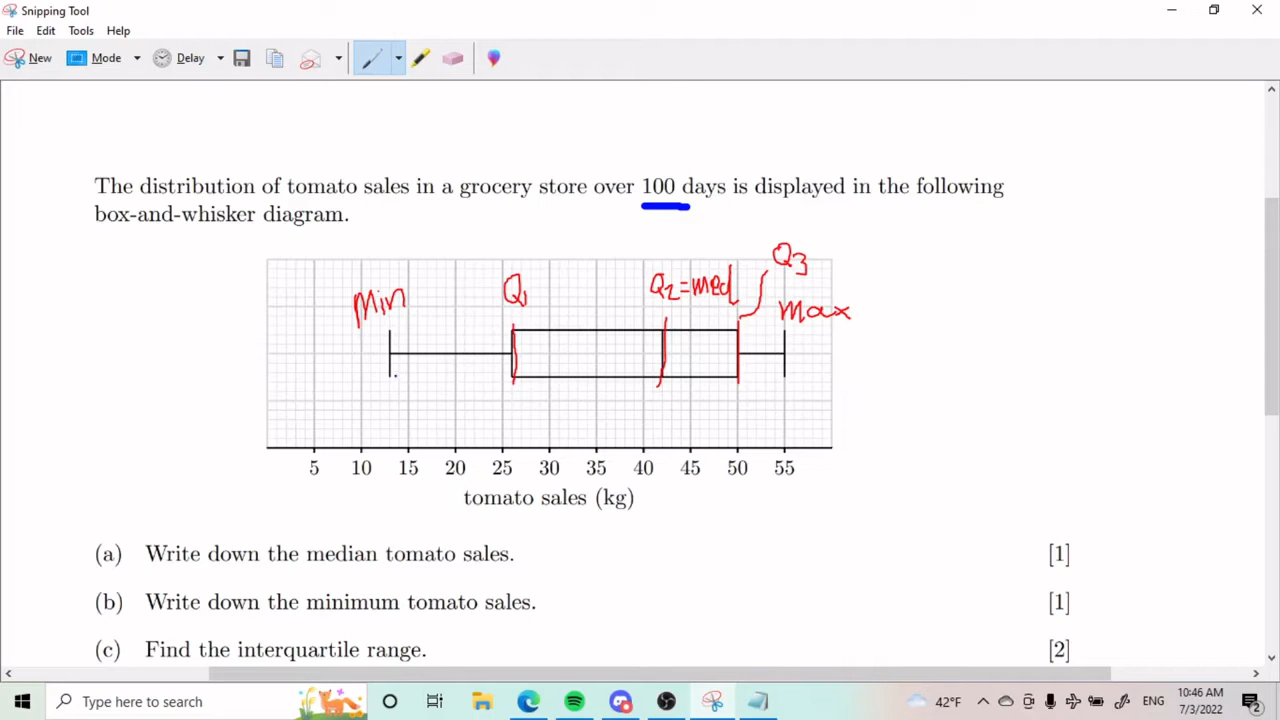 Snipping Tool
File Edit Tools Help
New Mode Delay
The distribution of tomato sales in a grocery store over 100 days is displayed in the following
box-and-whisker diagram.
Q3
Min Q1 Q2=med max
5 10 15 20 25 30 35 40 45 50 55
tomato sales (kg)
(a) Write down the median tomato sales. [1]
(b) Write down the minimum tomato sales. [1]
(c) Find the interquartile range. [2]
Type here to search 42°F ENG 10:46 AM
7/3/2022 2